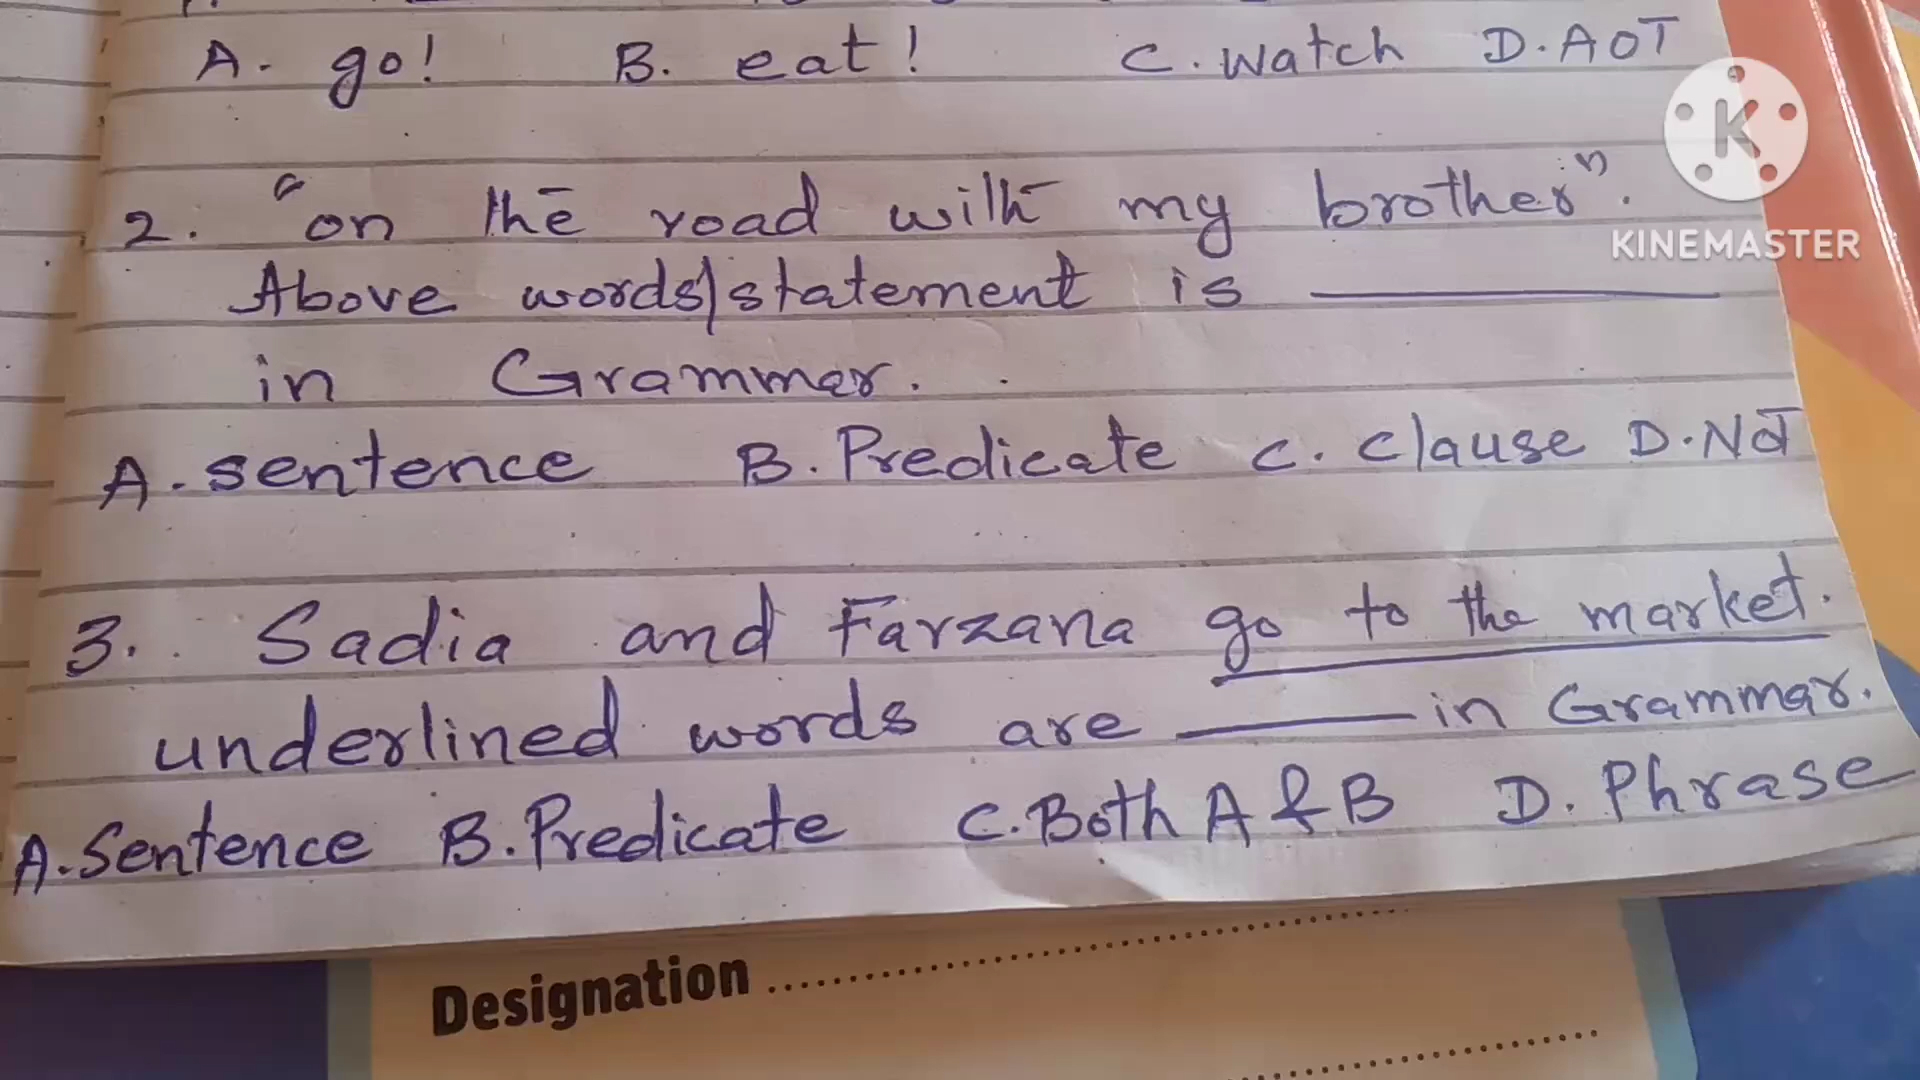 A. go! B. eat! C. Watch D. AOT
2. "on the road with my brother".
Above words/statement is ________
in Grammer.
A. sentence B. Predicate C. Clause D. NOT
3. Sadia and Farzana go to the market.
underlined words are ______ in Grammar.
A. Sentence B. Predicate C. Both A & B D. Phrase
Designation ..........
K
KINEMASTER